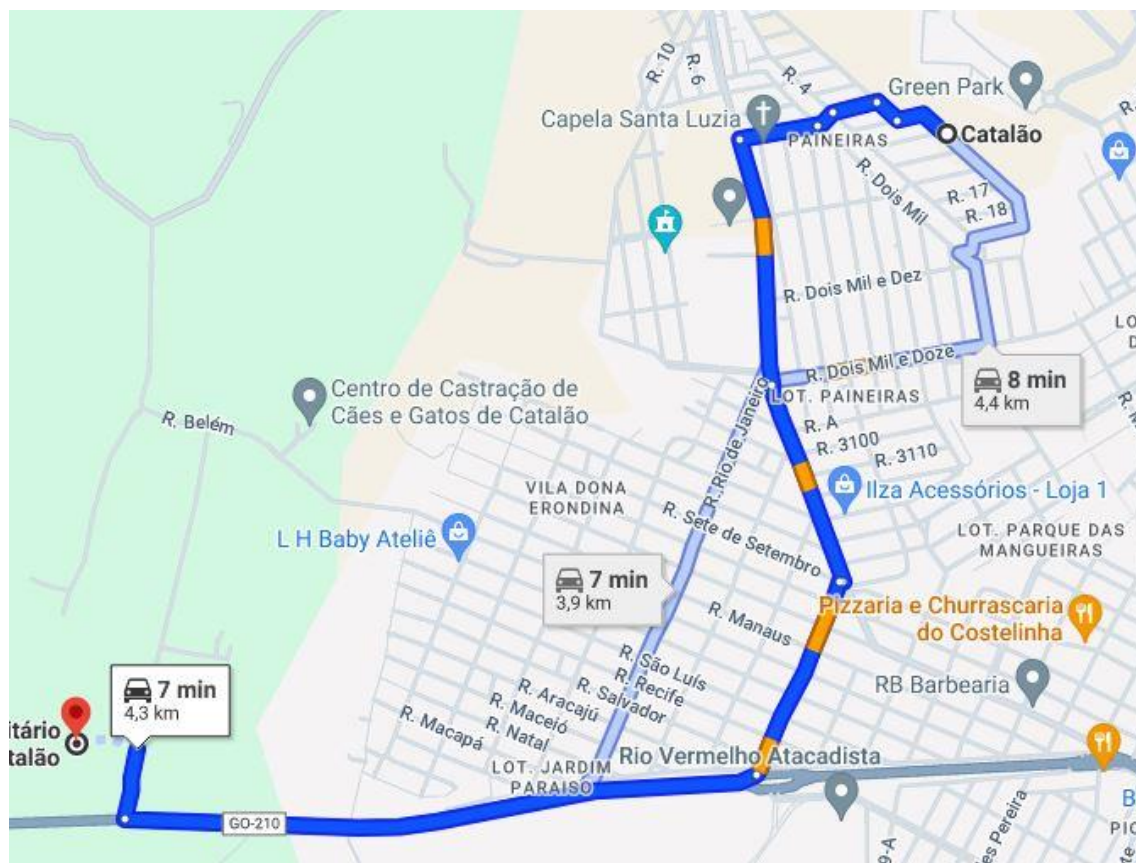 R. 10
R. 6
R. 4
Green Park
Capela Santa Luzia
PAINEIRAS
Catalão
R. Dois Mil
R. 17
R. 18
R. Dois Mil e Dez
R. Dois Mil e Doze
8 min
4,4 km
LOT. PAINEIRAS
Centro de Castração de
Cães e Gatos de Catalão
R. Belém
R. Rio de Janeiro
R. A
R. 3100
R. 3110
Ilza Acessórios - Loja 1
VILA DONA
ERONDINA
R. Sete de Setembro
LOT. PARQUE DAS
MANGUEIRAS
L H Baby Ateliê
7 min
3,9 km
Pizzaria e Churrascaria
do Costelinha
R. Manaus
R. São Luís
R. Recife
R. Salvador
R. Aracajú
R. Maceió
R. Natal
R. Macapá
RB Barbearia
7 min
4,3 km
itário
talão
Rio Vermelho Atacadista
LOT. JARDIM
PARAISO
GO-210